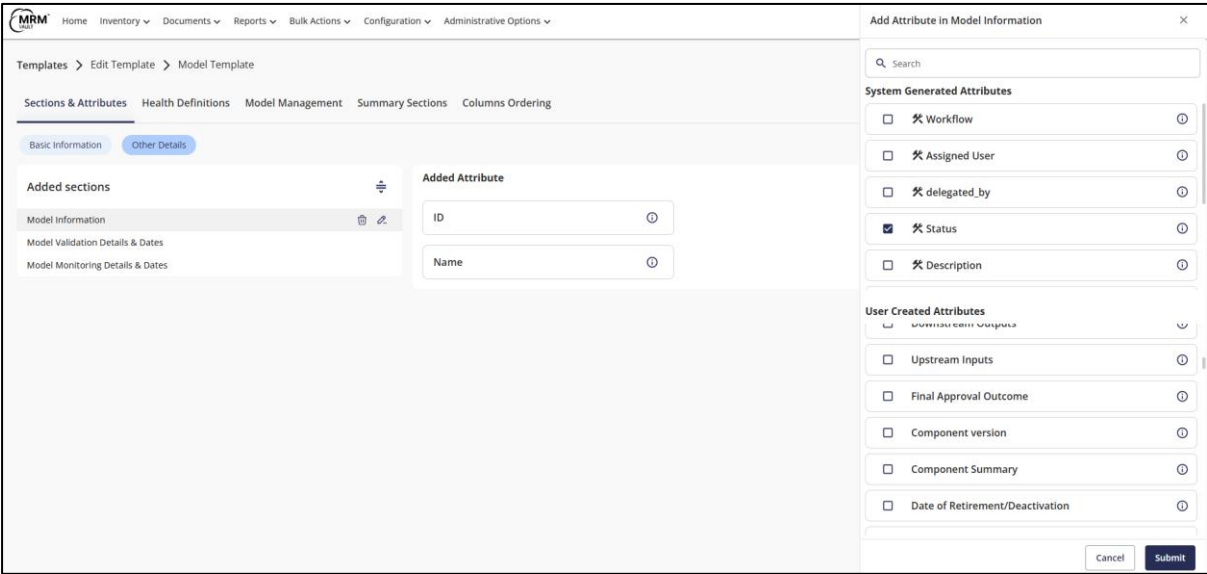 MRM VAULT Home Inventory Documents Reports Bulk Actions Configuration Administrative Options
Templates > Edit Template > Model Template
Sections & Attributes Health Definitions Model Management Summary Sections Columns Ordering
Basic Information Other Details
Added sections
Model Information
Model Validation Details & Dates
Model Monitoring Details & Dates
Added Attribute
ID
Name
Add Attribute in Model Information
Search
System Generated Attributes
Workflow
Assigned User
delegated_by
Status
Description
User Created Attributes
Downstream Outputs
Upstream Inputs
Final Approval Outcome
Component version
Component Summary
Date of Retirement/Deactivation
Cancel Submit